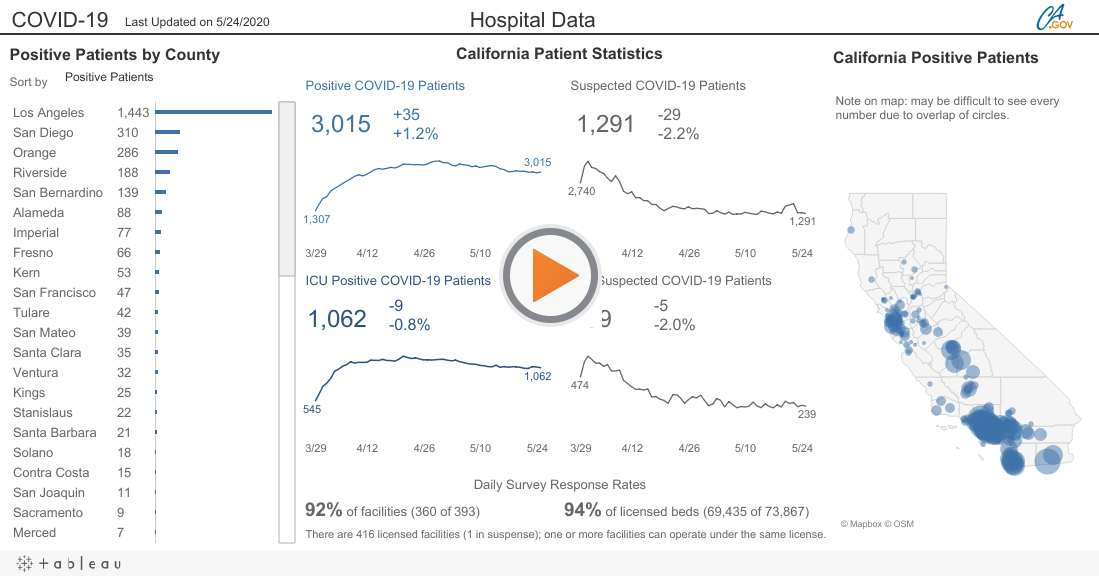 COVID-19 Last Updated on 5/24/2020
Hospital Data
CA.GOV
Positive Patients by County
Sort by Positive Patients
Los Angeles 1,443
San Diego 310
Orange 286
Riverside 188
San Bernardino 139
Alameda 88
Imperial 77
Fresno 66
Kern 53
San Francisco 47
Tulare 42
San Mateo 39
Santa Clara 35
Ventura 32
Kings 25
Stanislaus 22
Santa Barbara 21
Solano 18
Contra Costa 15
San Joaquin 11
Sacramento 9
Merced 7
California Patient Statistics
Positive COVID-19 Patients
3,015
+35
+1.2%
3,015
1,307
3/29 4/12 4/26 5/10
Suspected COVID-19 Patients
1,291
-29
-2.2%
2,740
1,291
4/12 4/26 5/10 5/24
ICU Positive COVID-19 Patients
1,062
-9
-0.8%
1,062
545
3/29 4/12 4/26 5/10 5/24
Suspected COVID-19 Patients
9
-5
-2.0%
474
239
3/29 4/12 4/26 5/10 5/24
Daily Survey Response Rates
92% of facilities (360 of 393)
94% of licensed beds (69,435 of 73,867)
There are 416 licensed facilities (1 in suspense); one or more facilities can operate under the same license.
California Positive Patients
Note on map: may be difficult to see every
number due to overlap of circles.
© Mapbox © OSM
+ableau